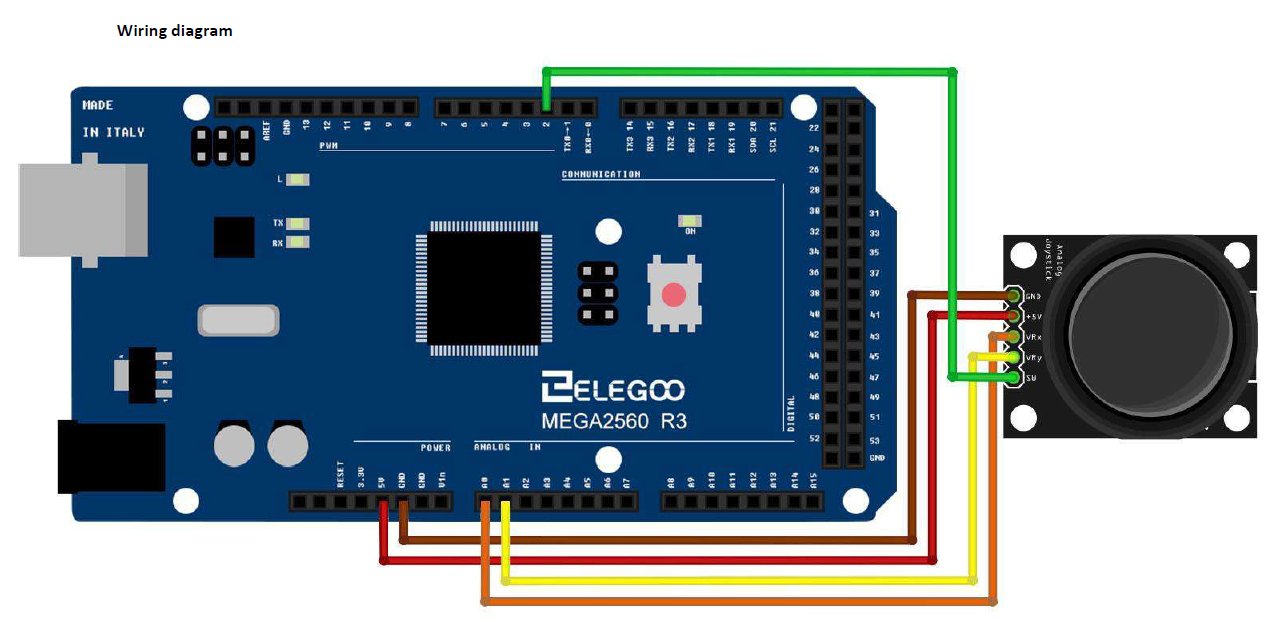 Wiring diagram
MADE
IN ITALY
AREF
GND
13
12
11
10
9
8
7
6
5
4
3
2
TX0→1
RX0←0
TX3 14
RX3 15
TX2 16
RX2 17
TX1 18
RX1 19
SDA 20
SCL 21
PWM
COMMUNICATION
L
TX
RX
ON
22
24
26
28
30
32
34
36
38
40
42
44
46
48
50
52
31
33
35
37
39
41
43
45
47
49
51
53
GND
DIGITAL
ELEGOO
MEGA2560 R3
POWER
ANALOG IN
RESET
3.3V
5V
GND
GND
Vin
A0
A1
A2
A3
A4
A5
A6
A7
A8
A9
A10
A11
A12
A13
A14
A15
Analog
Joystick
GND
+5V
VRx
VRy
SW